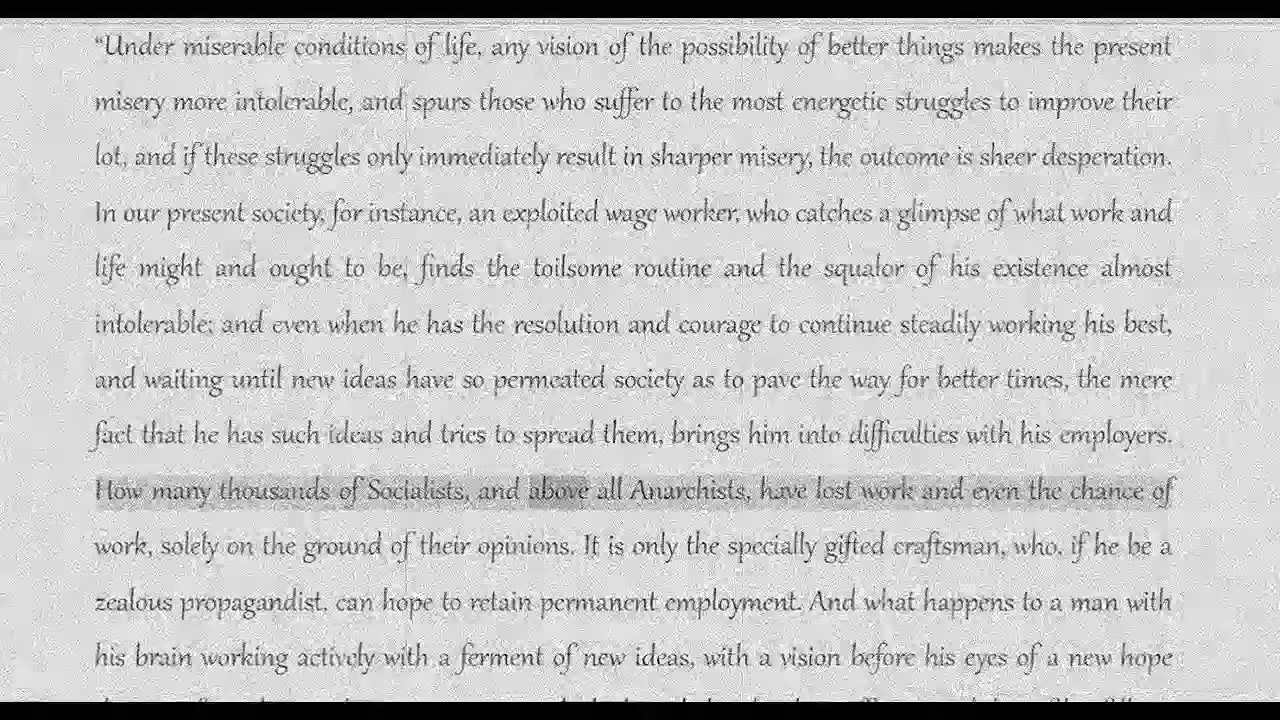 “Under miserable conditions of life, any vision of the possibility of better things makes the present
misery more intolerable, and spurs those who suffer to the most energetic struggles to improve their
lot, and if these struggles only immediately result in sharper misery, the outcome is sheer desperation.
In our present society, for instance, an exploited wage worker, who catches a glimpse of what work and
life might and ought to be, finds the toilsome routine and the squalor of his existence almost
intolerable; and even when he has the resolution and courage to continue steadily working his best,
and waiting until new ideas have so permeated society as to pave the way for better times, the mere
fact that he has such ideas and tries to spread them, brings him into difficulties with his employers.
How many thousands of Socialists, and above all Anarchists, have lost work and even the chance of
work, solely on the ground of their opinions. It is only the specially gifted craftsman, who, if he be a
zealous propagandist, can hope to retain permanent employment. And what happens to a man with
his brain working actively with a ferment of new ideas, with a vision before his eyes of a new hope